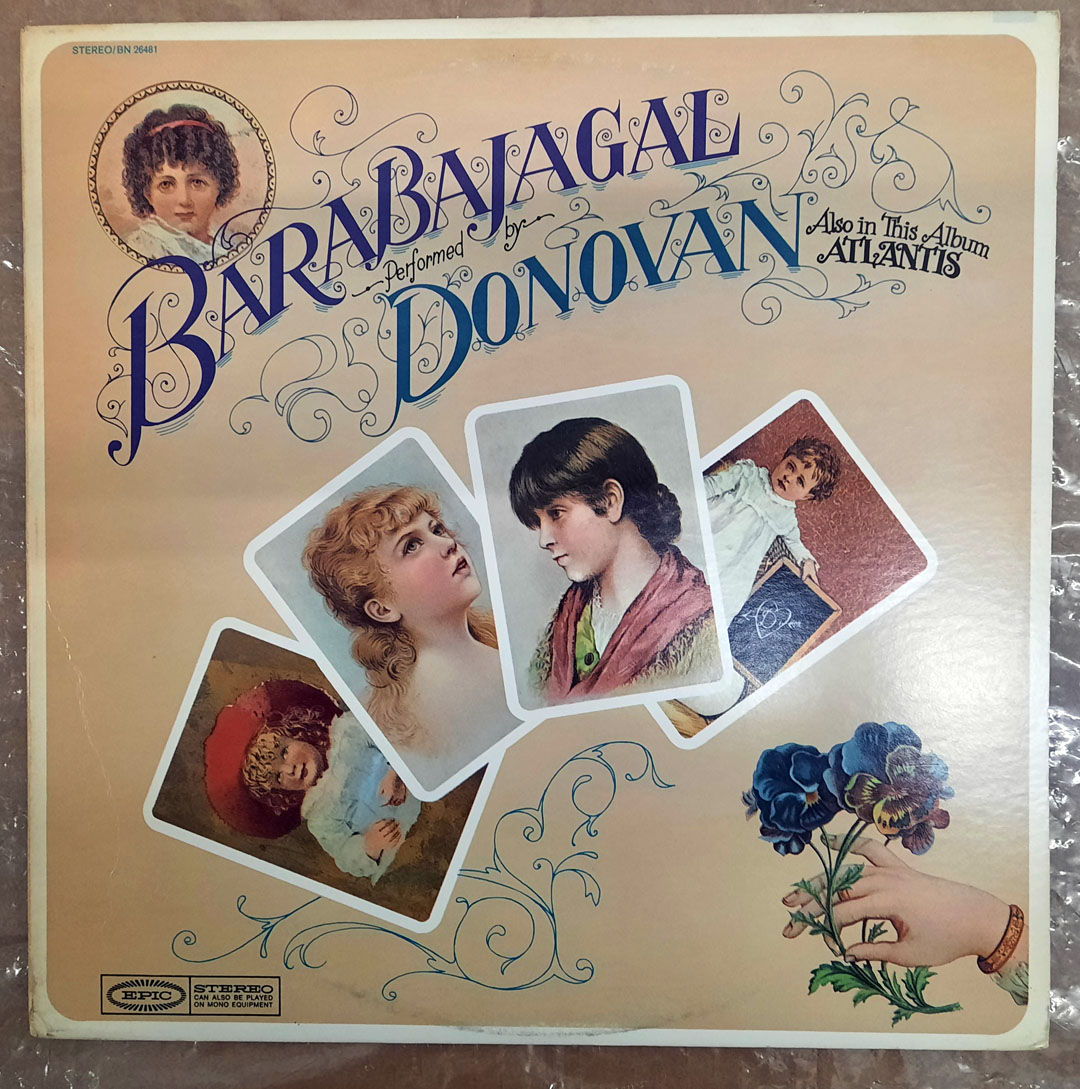 STEREO/BN 26481
BARABAJAGAL
Performed by
DONOVAN
Also in This Album
ATLANTIS
EPIC
STEREO
CAN ALSO BE PLAYED
ON MONO EQUIPMENT